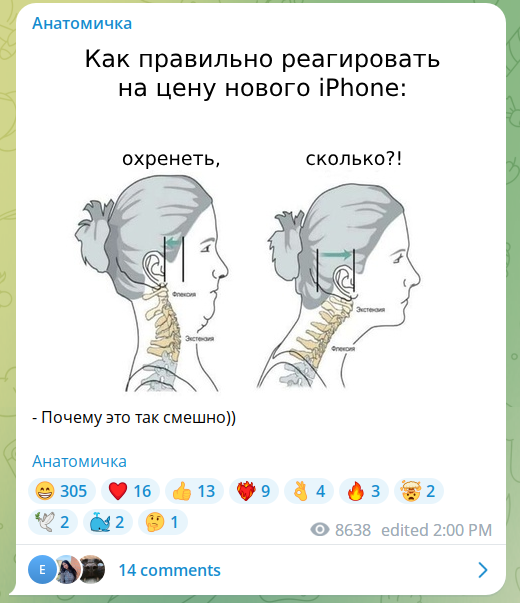 Анатомичка
Как правильно реагировать
на цену нового iPhone:
охренеть, сколько?!
Флексия
Экстензия
Экстензия
Флексия
- Почему это так смешно))
Анатомичка
305 16 13 9 4 3 2
2 2 1 8638 edited 2:00 PM
E 14 comments